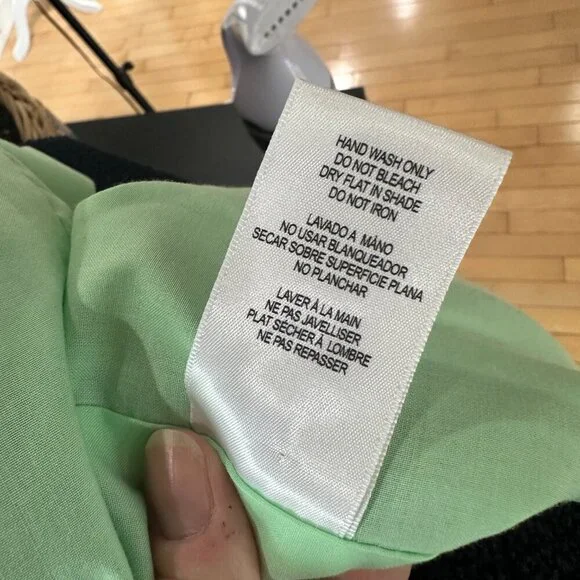 HAND WASH ONLY
DO NOT BLEACH
DRY FLAT IN SHADE
DO NOT IRON
LAVADO A MANO
NO USAR BLANQUEADOR
SECAR SOBRE SUPERFICIE PLANA
NO PLANCHAR
LAVER À LA MAIN
NE PAS JAVELLISER
PLAT SÉCHER À LOMBRE
NE PAS REPASSER